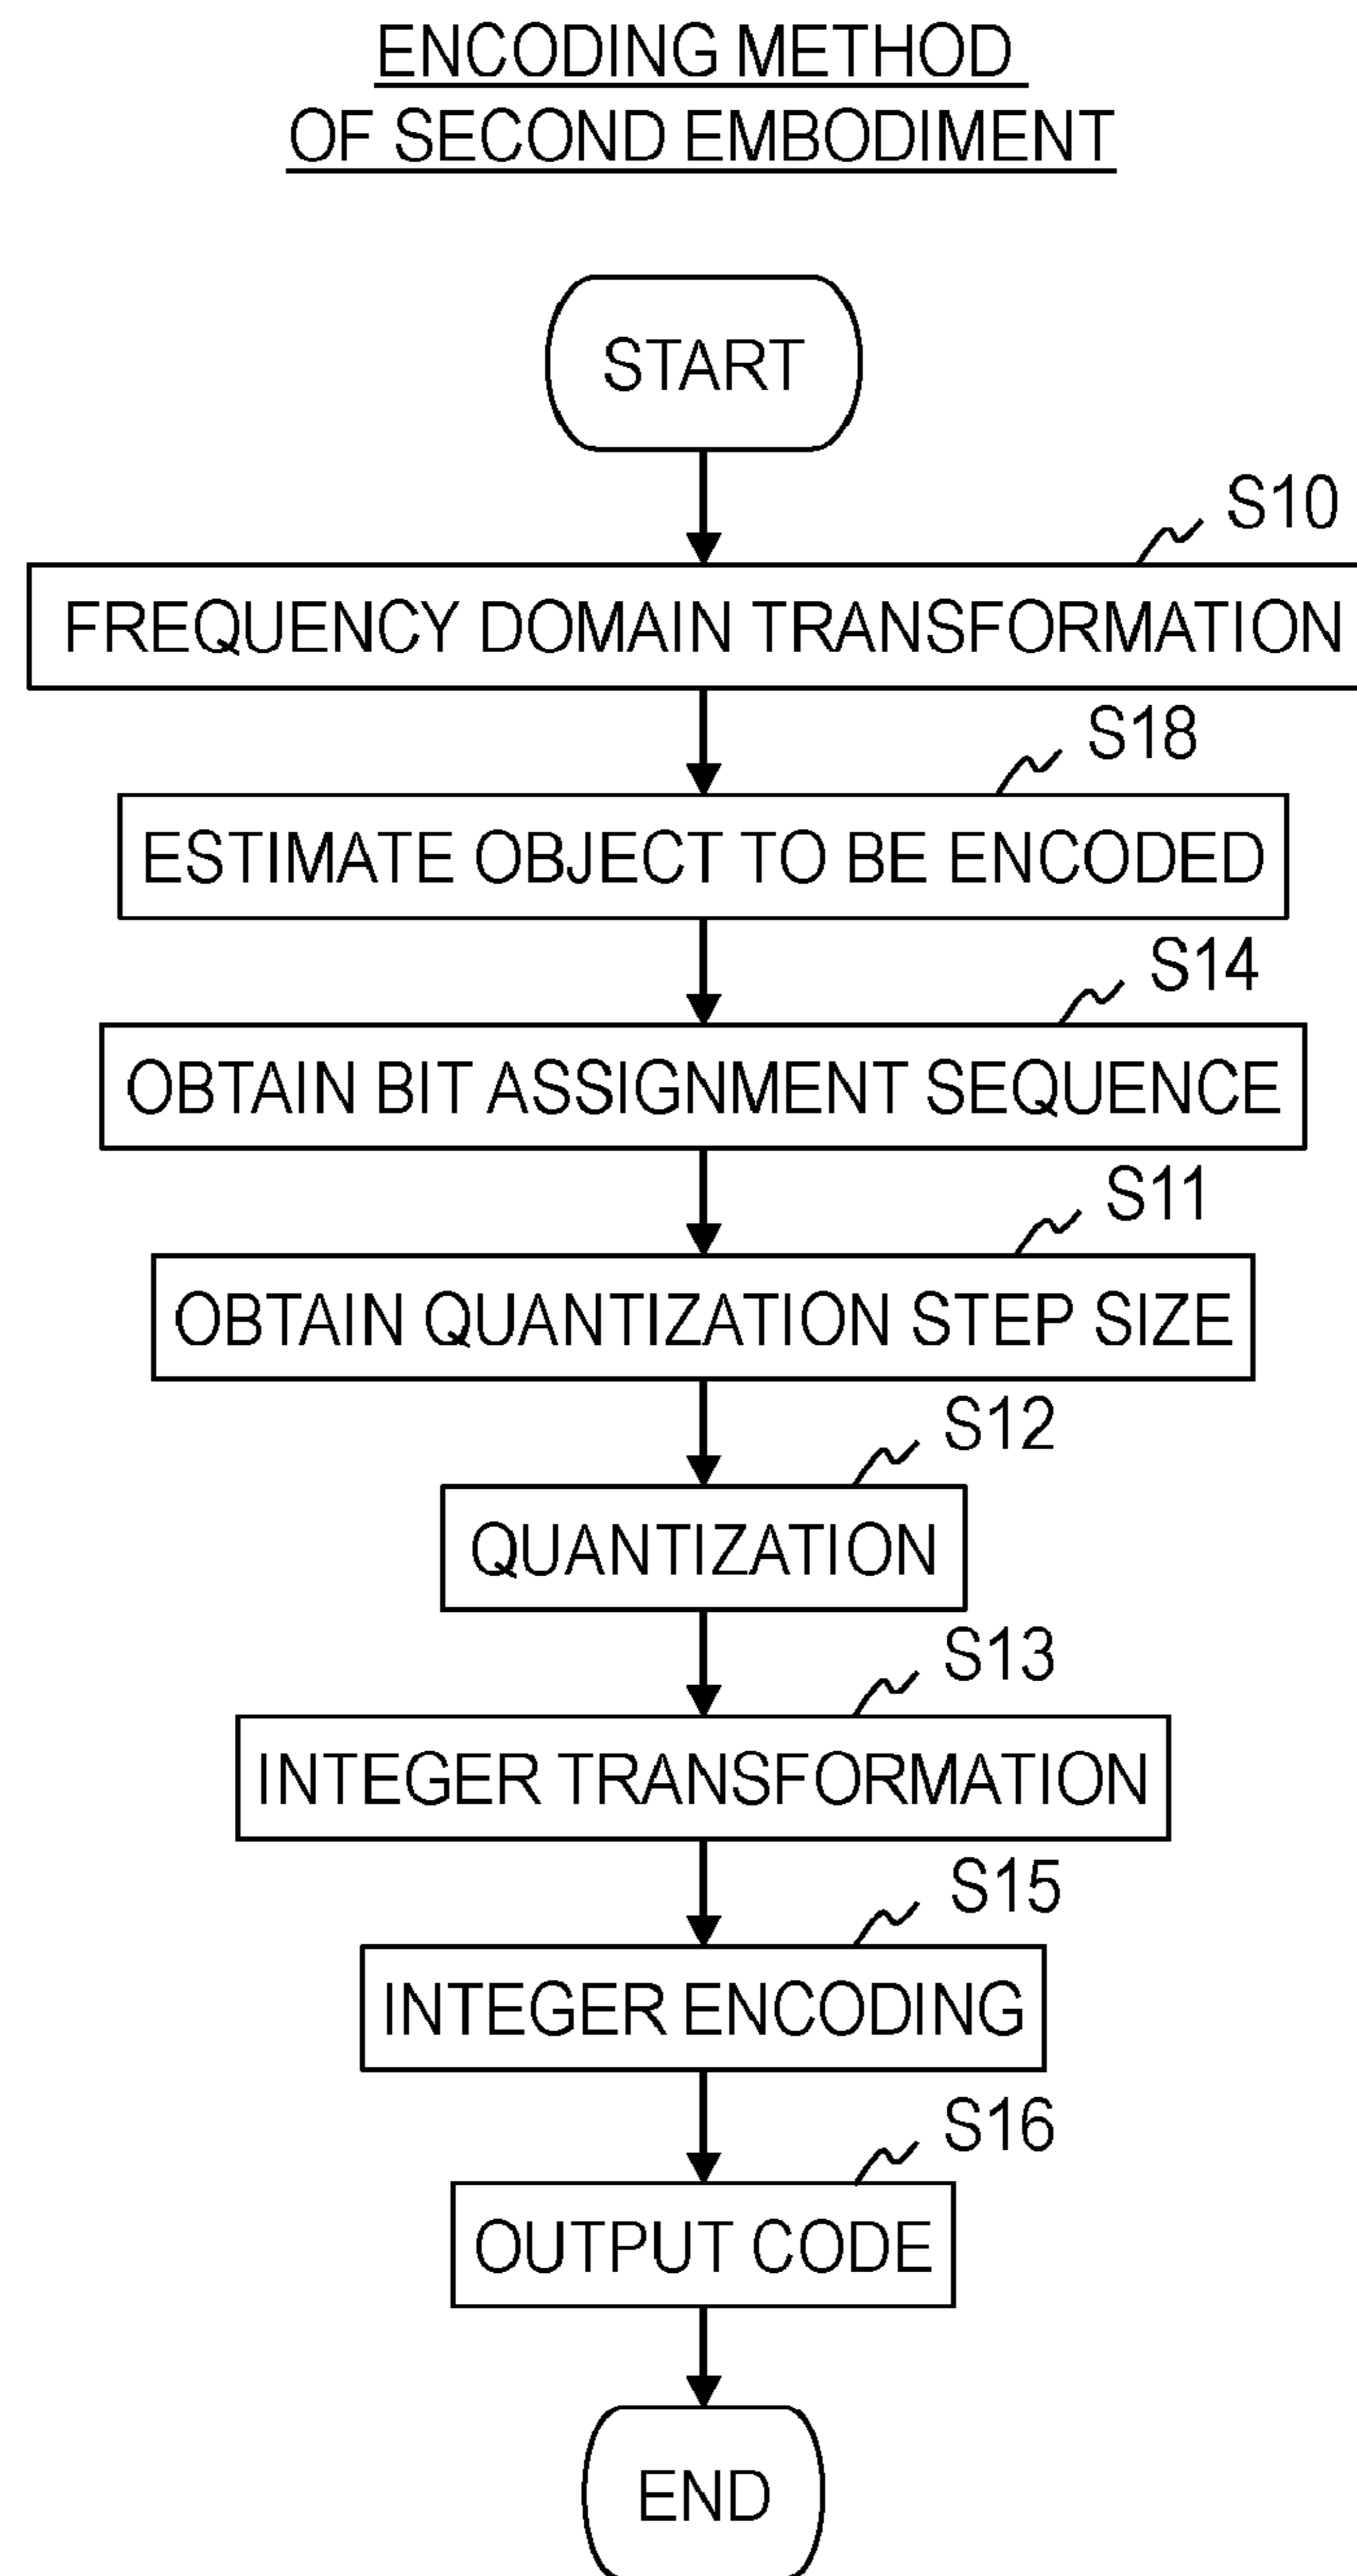 ENCODING METHOD
OF SECOND EMBODIMENT
START
S10
FREQUENCY DOMAIN TRANSFORMATION
S18
ESTIMATE OBJECT TO BE ENCODED
S14
OBTAIN BIT ASSIGNMENT SEQUENCE
S11
OBTAIN QUANTIZATION STEP SIZE
S12
QUANTIZATION
S13
INTEGER TRANSFORMATION
S15
INTEGER ENCODING
S16
OUTPUT CODE
END